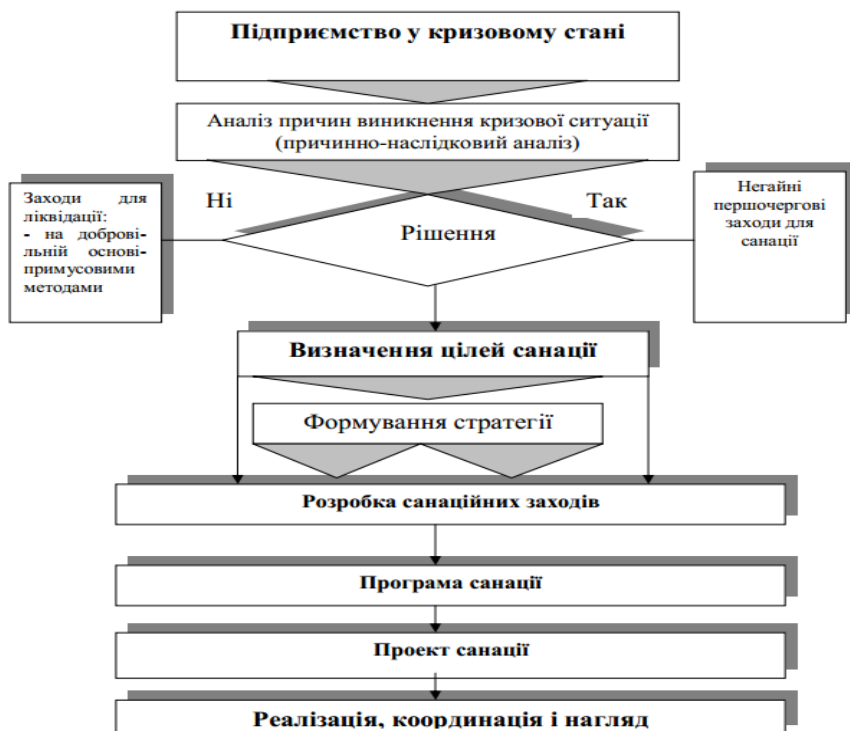 Підприємство у кризовому стані
Аналіз причин виникнення кризової ситуації
(причинно-наслідковий аналіз)
Заходи для
ліквідації:
- на доброві-
льній основі-
примусовими
методами
Ні
Так
Рішення
Негайні
першочергові
заходи для
санації
Визначення цілей санації
Формування стратегії
Розробка санаційних заходів
Програма санації
Проект санації
Реалізація, координація і нагляд